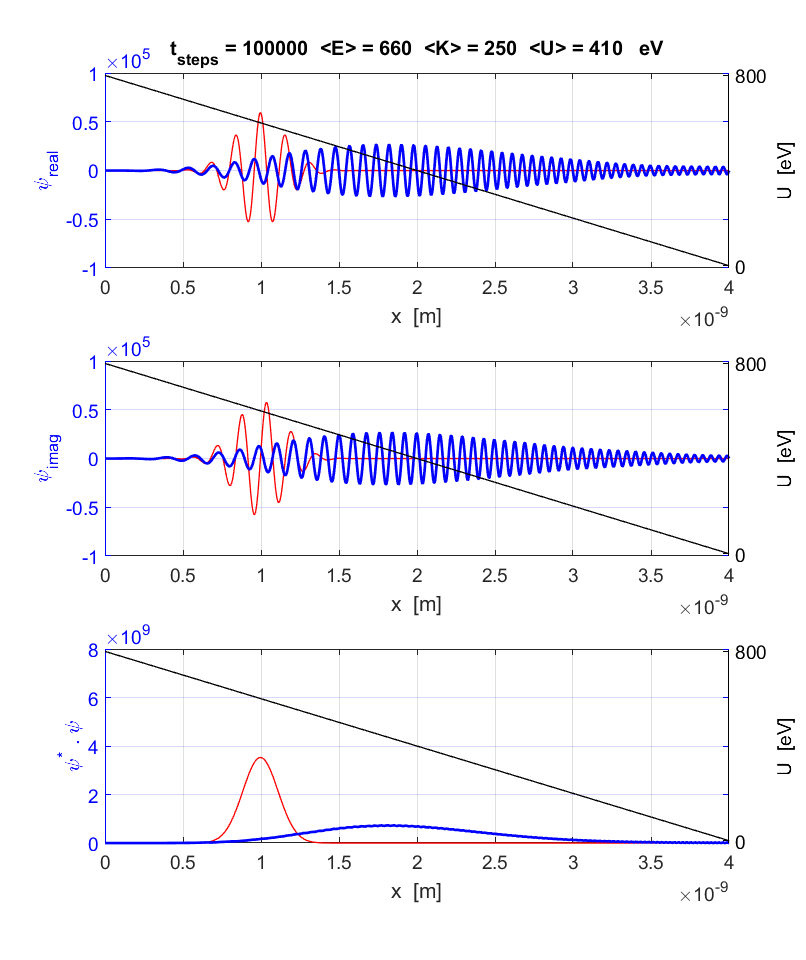 t_steps = 100000 <E> = 660 <K> = 250 <U> = 410 eV
×10^5
1
0.5
0
-0.5
-1
ψ_real
800
0
U [eV]
0 0.5 1 1.5 2 2.5 3 3.5 4
x [m]
×10^-9
×10^5
1
0.5
0
-0.5
-1
ψ_imag
800
0
U [eV]
0 0.5 1 1.5 2 2.5 3 3.5 4
x [m]
×10^-9
×10^9
8
6
4
2
0
ψ^* . ψ
800
0
U [eV]
0 0.5 1 1.5 2 2.5 3 3.5 4
x [m]
×10^-9